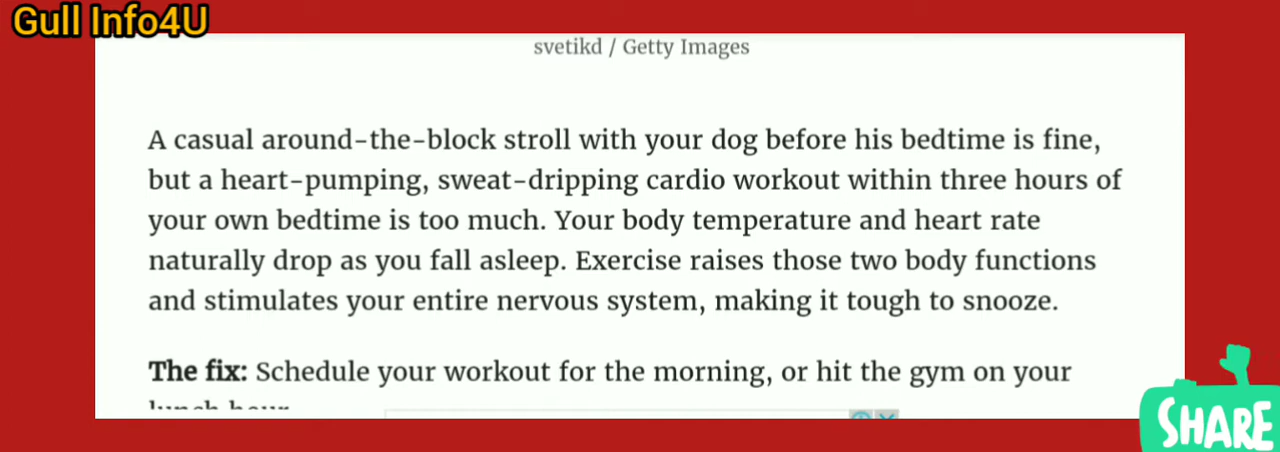 Gull Info4U
svetikd / Getty Images
A casual around-the-block stroll with your dog before his bedtime is fine,
but a heart-pumping, sweat-dripping cardio workout within three hours of
your own bedtime is too much. Your body temperature and heart rate
naturally drop as you fall asleep. Exercise raises those two body functions
and stimulates your entire nervous system, making it tough to snooze.
The fix: Schedule your workout for the morning, or hit the gym on your
lunch hour
SHARE